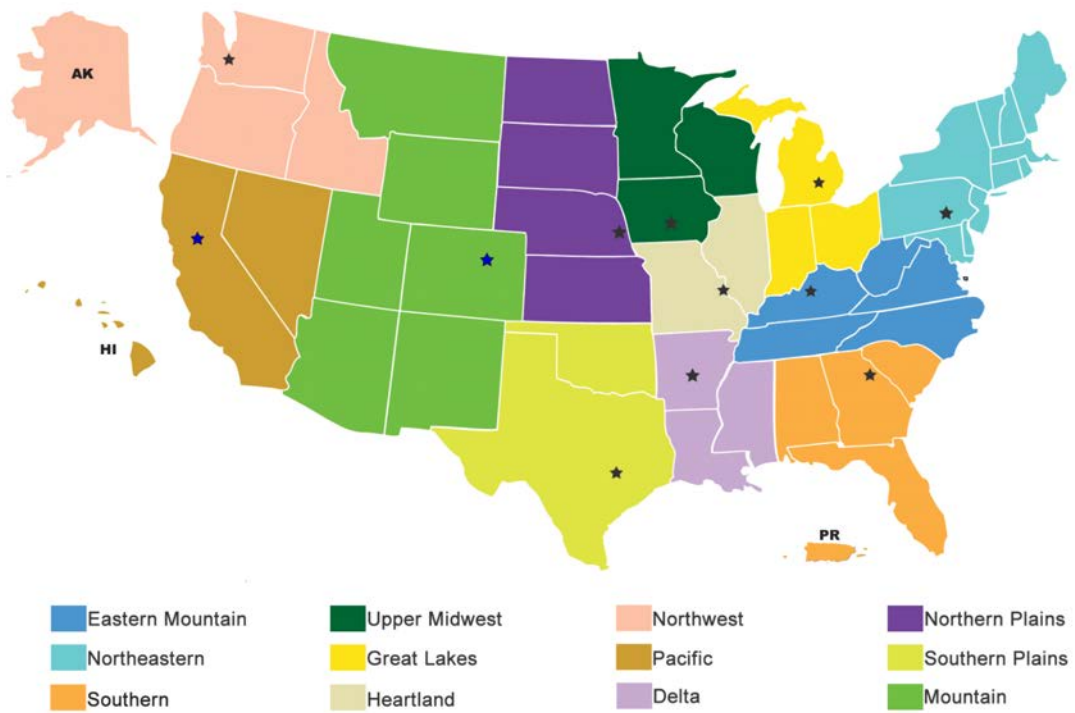 AK
HI
PR
Eastern Mountain
Upper Midwest
Northwest
Northern Plains
Northeastern
Great Lakes
Pacific
Southern Plains
Southern
Heartland
Delta
Mountain